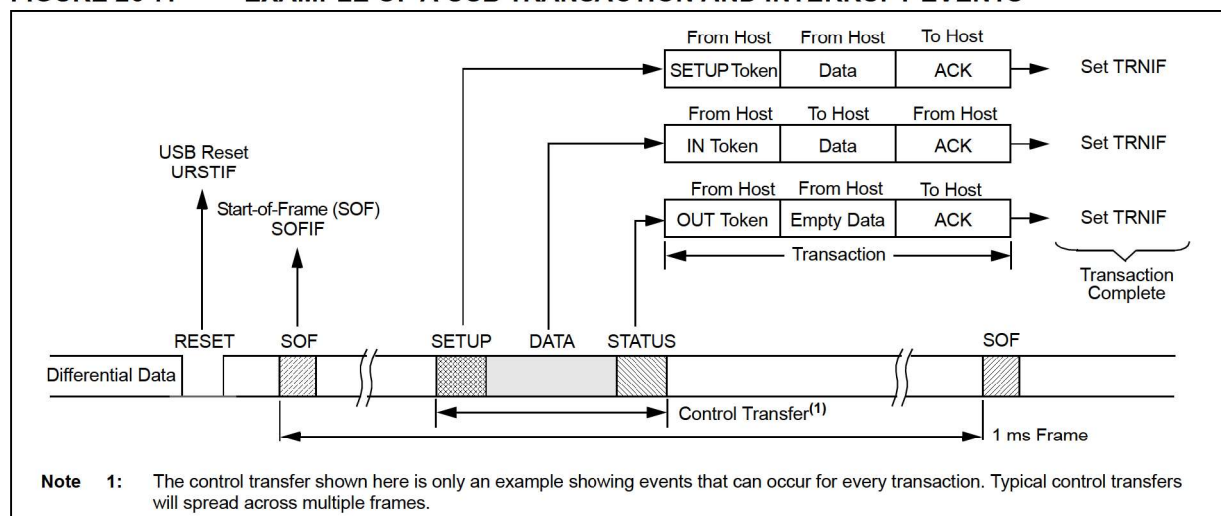 From Host From Host To Host
SETUP Token Data ACK Set TRNIF
From Host To Host From Host
IN Token Data ACK Set TRNIF
USB Reset
URSTIF
From Host From Host To Host
Start-of-Frame (SOF)
SOFIF
OUT Token Empty Data ACK Set TRNIF
Transaction
Transaction
Complete
RESET SOF SETUP DATA STATUS SOF
Differential Data
Control Transfer(1)
1 ms Frame
Note 1: The control transfer shown here is only an example showing events that can occur for every transaction. Typical control transfers
will spread across multiple frames.